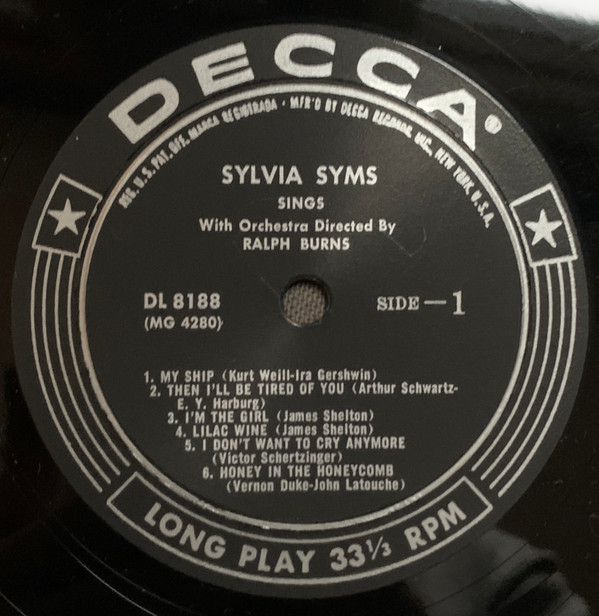 DECCA®
REG. U.S. PAT. OFF. MARCA REGISTRADA • M'F'R'D BY DECCA RECORDS, INC., NEW YORK, U.S.A.
SYLVIA SYMS
SINGS
With Orchestra Directed By
RALPH BURNS
DL 8188
(MG 4280)
SIDE—1
1. MY SHIP (Kurt Weill-Ira Gershwin)
2. THEN I'LL BE TIRED OF YOU (Arthur Schwartz-
E. Y. Harburg)
3. I'M THE GIRL (James Shelton)
4. LILAC WINE (James Shelton)
5. I DON'T WANT TO CRY ANYMORE
(Victor Schertzinger)
6. HONEY IN THE HONEYCOMB
(Vernon Duke-John Latouche)
LONG PLAY 33⅓ RPM